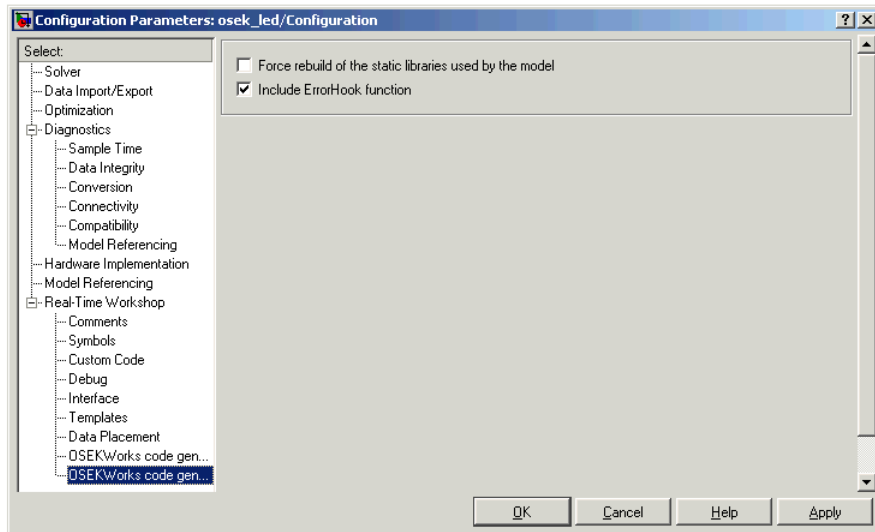 Configuration Parameters: osek_led/Configuration
Select:
Solver
Data Import/Export
Optimization
Diagnostics
Sample Time
Data Integrity
Conversion
Connectivity
Compatibility
Model Referencing
Hardware Implementation
Model Referencing
Real-Time Workshop
Comments
Symbols
Custom Code
Debug
Interface
Templates
Data Placement
OSEKWorks code gen...
OSEKWorks code gen...
Force rebuild of the static libraries used by the model
Include ErrorHook function
OK Cancel Help Apply